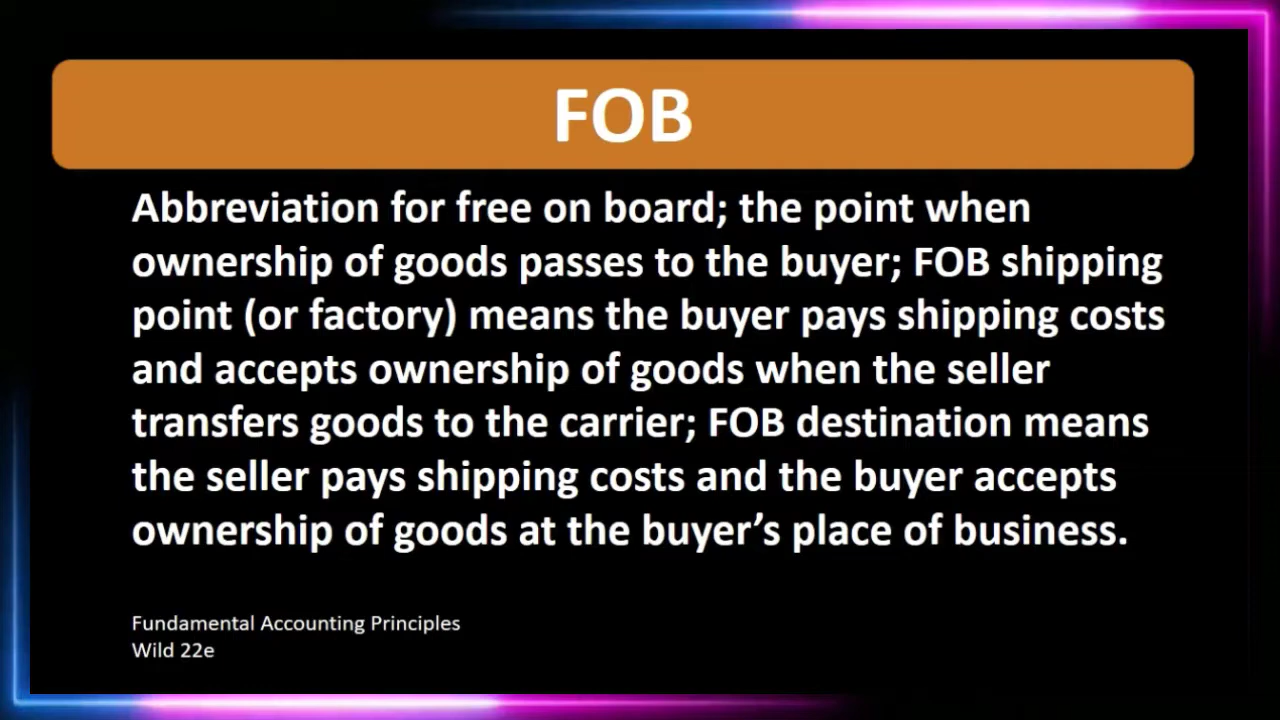 FOB
Abbreviation for free on board; the point when
ownership of goods passes to the buyer; FOB shipping
point (or factory) means the buyer pays shipping costs
and accepts ownership of goods when the seller
transfers goods to the carrier; FOB destination means
the seller pays shipping costs and the buyer accepts
ownership of goods at the buyer’s place of business.
Fundamental Accounting Principles
Wild 22e